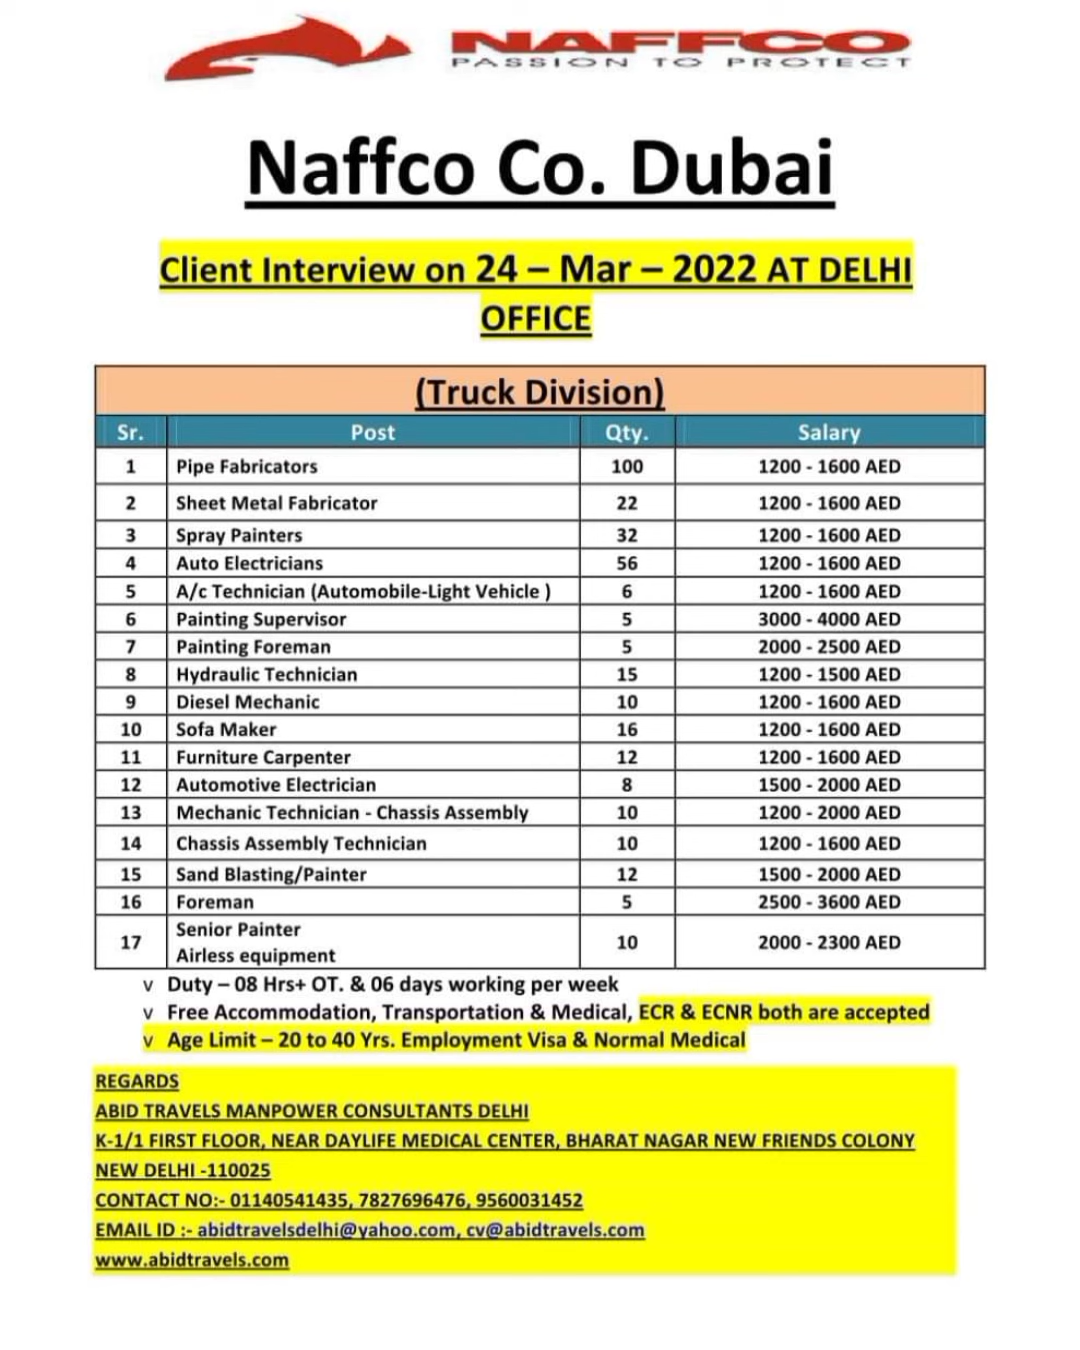 NAFFCO
PASSION TO PROTECT
Naffco Co. Dubai
Client Interview on 24 – Mar – 2022 AT DELHI
OFFICE
(Truck Division)
Sr. Post Qty. Salary
1 Pipe Fabricators 100 1200 - 1600 AED
2 Sheet Metal Fabricator 22 1200 - 1600 AED
3 Spray Painters 32 1200 - 1600 AED
4 Auto Electricians 56 1200 - 1600 AED
5 A/c Technician (Automobile-Light Vehicle ) 6 1200 - 1600 AED
6 Painting Supervisor 5 3000 - 4000 AED
7 Painting Foreman 5 2000 - 2500 AED
8 Hydraulic Technician 15 1200 - 1500 AED
9 Diesel Mechanic 10 1200 - 1600 AED
10 Sofa Maker 16 1200 - 1600 AED
11 Furniture Carpenter 12 1200 - 1600 AED
12 Automotive Electrician 8 1500 - 2000 AED
13 Mechanic Technician - Chassis Assembly 10 1200 - 2000 AED
14 Chassis Assembly Technician 10 1200 - 1600 AED
15 Sand Blasting/Painter 12 1500 - 2000 AED
16 Foreman 5 2500 - 3600 AED
17 Senior Painter
Airless equipment 10 2000 - 2300 AED
v Duty – 08 Hrs+ OT. & 06 days working per week
v Free Accommodation, Transportation & Medical, ECR & ECNR both are accepted
v Age Limit – 20 to 40 Yrs. Employment Visa & Normal Medical
REGARDS
ABID TRAVELS MANPOWER CONSULTANTS DELHI
K-1/1 FIRST FLOOR, NEAR DAYLIFE MEDICAL CENTER, BHARAT NAGAR NEW FRIENDS COLONY
NEW DELHI -110025
CONTACT NO:- 01140541435, 7827696476, 9560031452
EMAIL ID :- abidtravelsdelhi@yahoo.com, cv@abidtravels.com
www.abidtravels.com